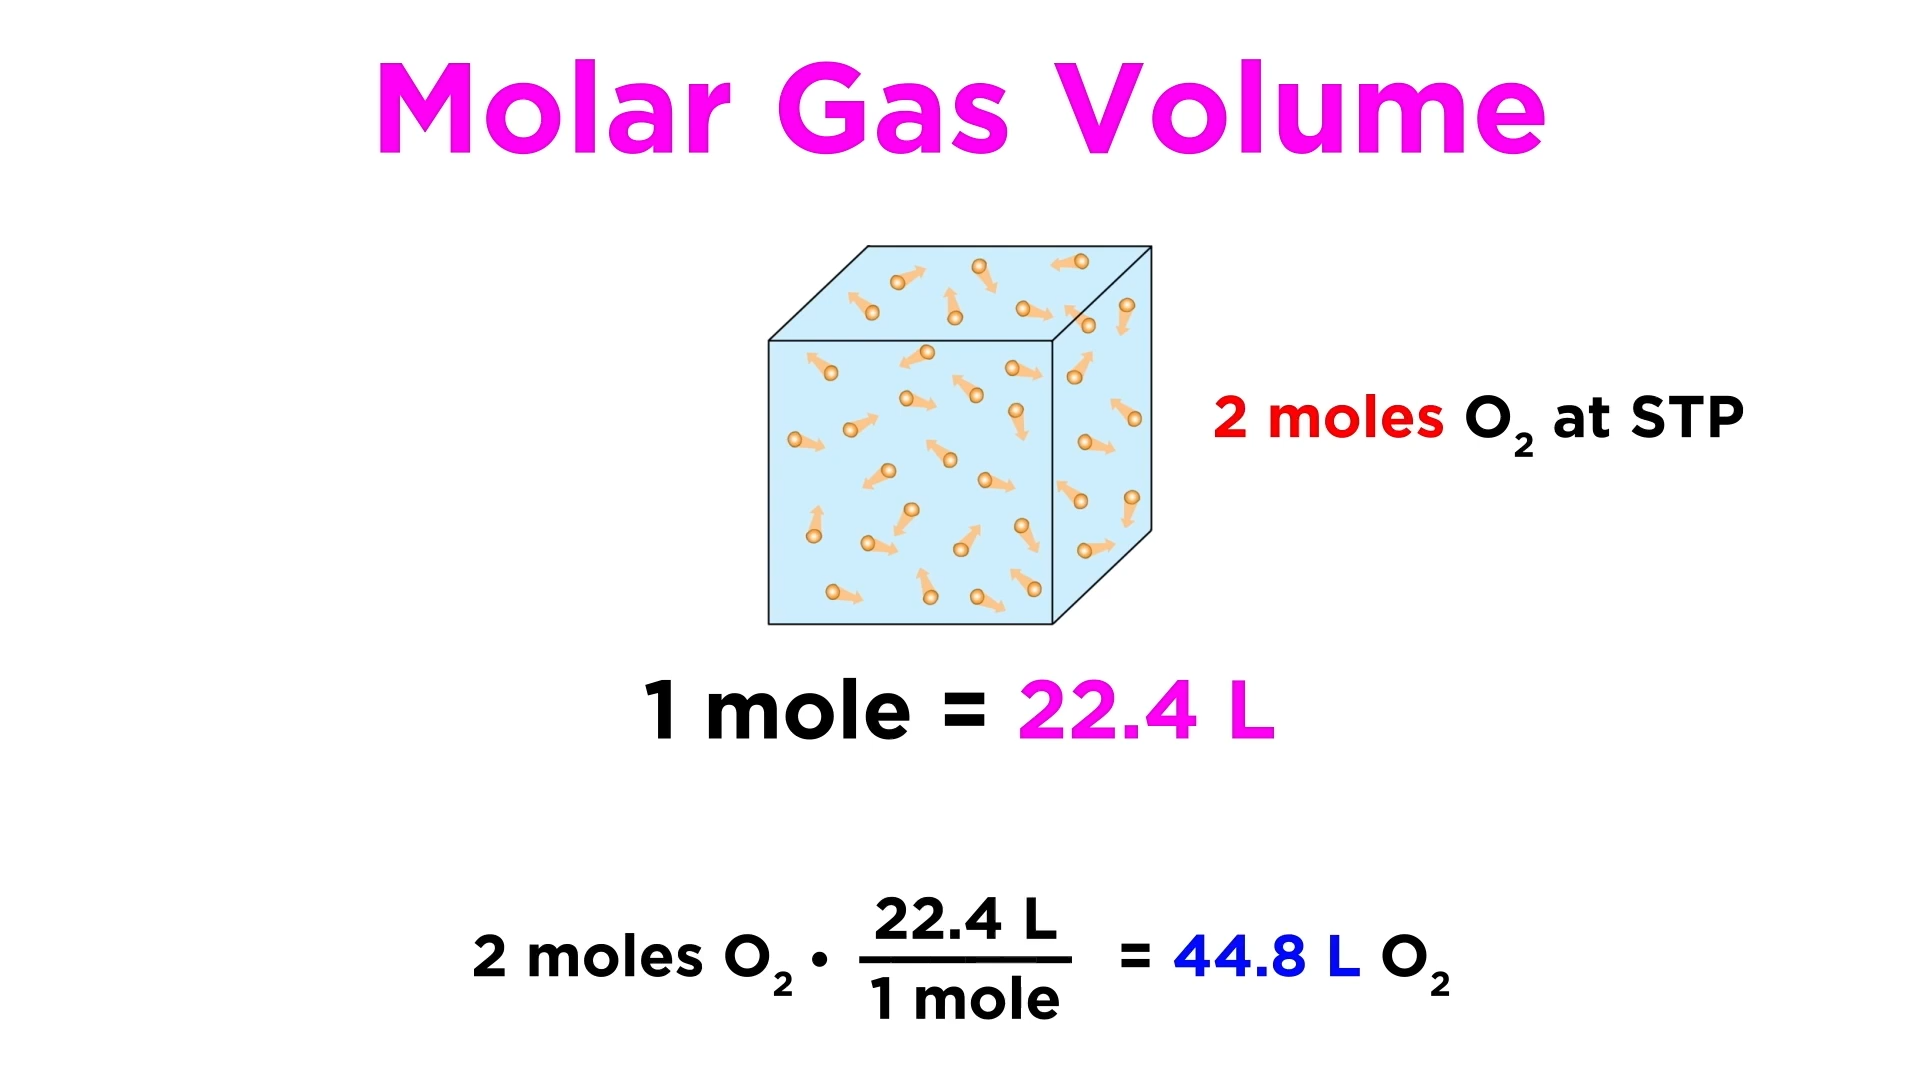 Molar Gas Volume
2 moles O₂ at STP
1 mole = 22.4 L
2 moles O₂ · 22.4 L / 1 mole = 44.8 L O₂